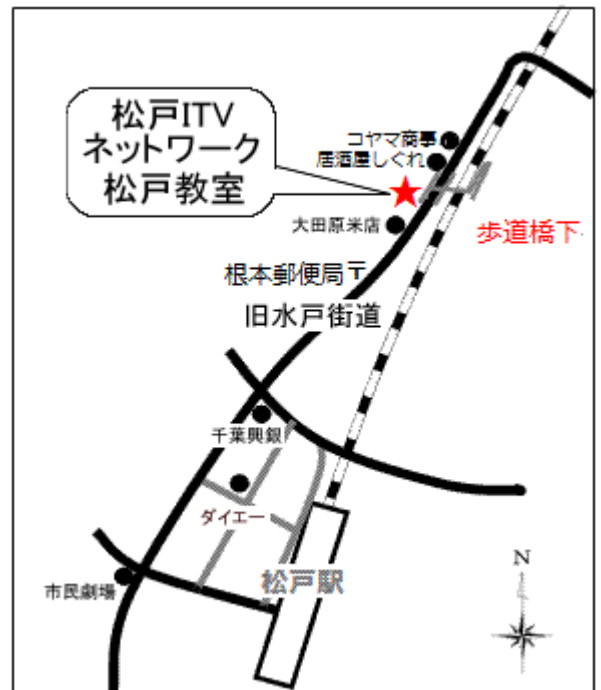 松戸ITV
ネットワーク
松戸教室
コヤマ商事
居酒屋しぐれ
大田原米店
歩道橋下
根本郵便局〒
旧水戸街道
千葉興銀
ダイエー
松戸駅
市民劇場
N